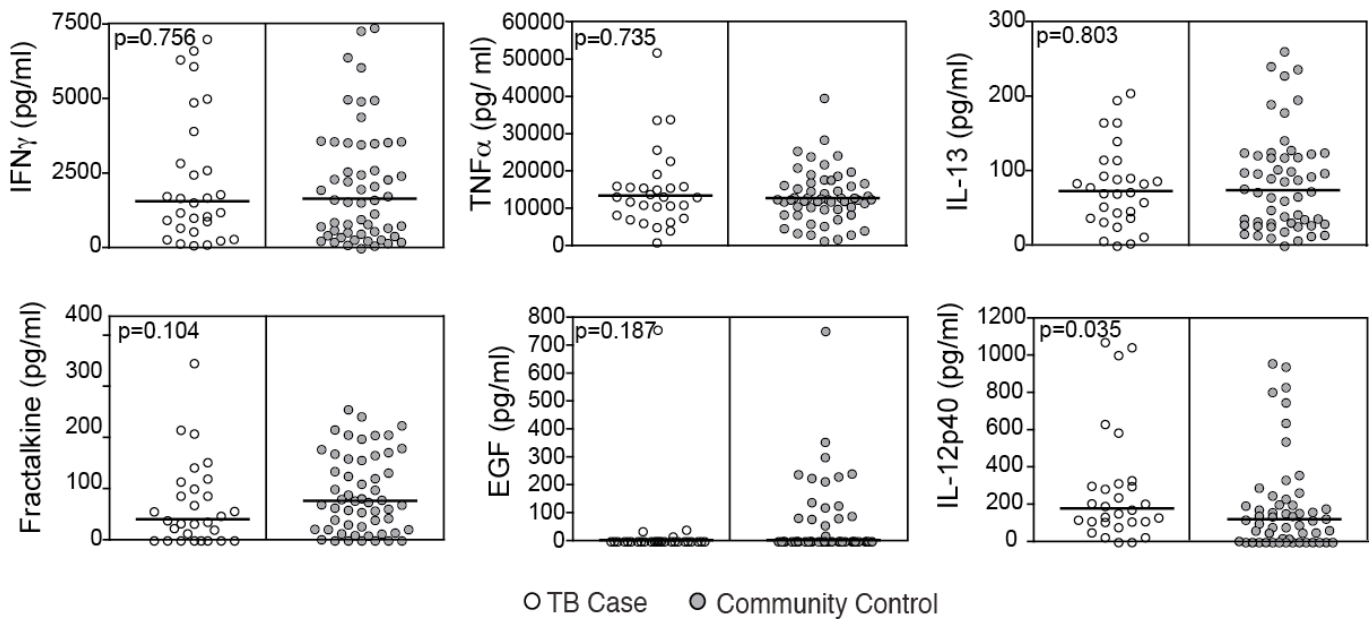 IFNγ (pg/ml)
7500
5000
2500
0
p=0.756
TNFα (pg/ ml)
60000
50000
40000
30000
20000
10000
0
p=0.735
IL-13 (pg/ml)
300
200
100
0
p=0.803
Fractalkine (pg/ml)
400
300
200
100
0
p=0.104
EGF (pg/ml)
800
700
600
500
400
300
200
100
0
p=0.187
IL-12p40 (pg/ml)
1200
1000
800
600
400
200
0
p=0.035
TB Case
Community Control